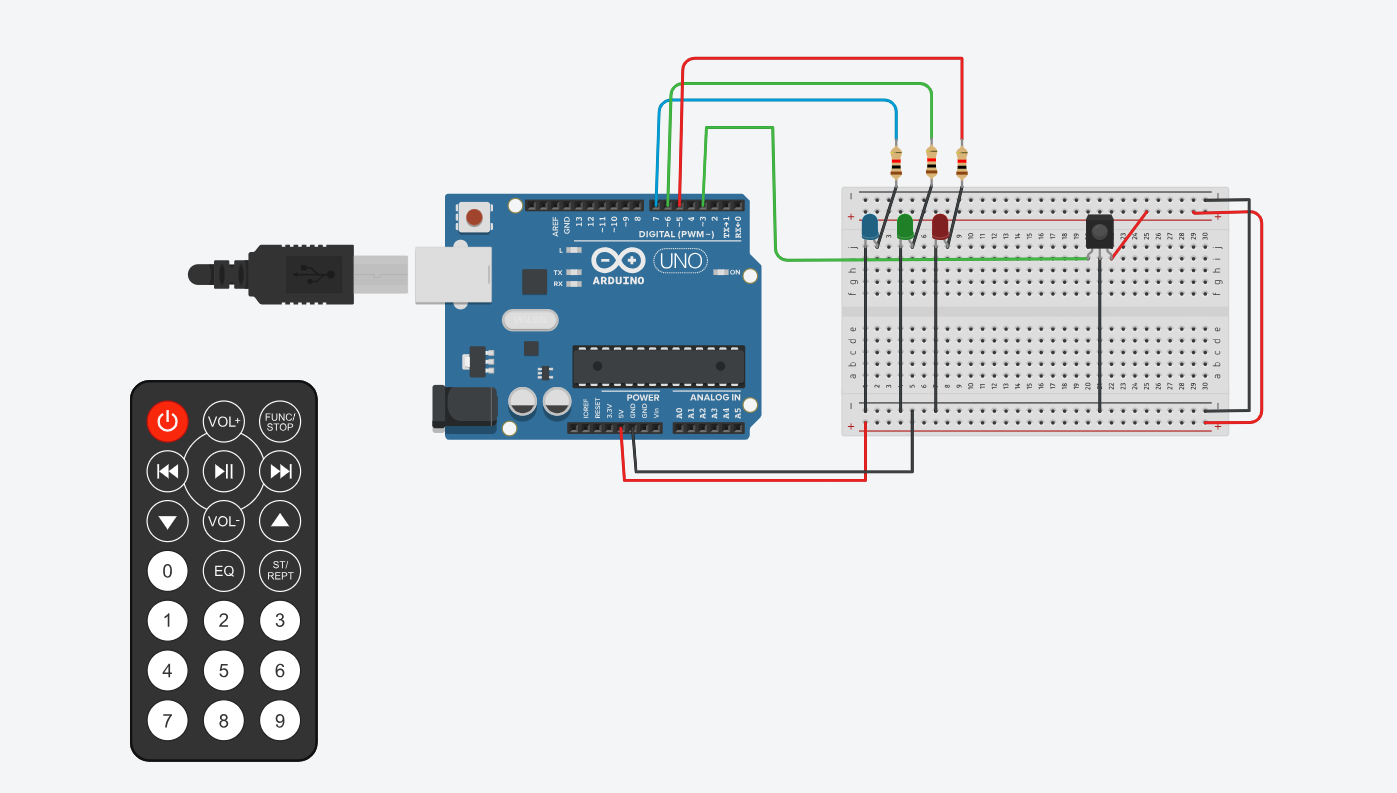 AREF
GND
13
12
~11
~10
~9
8
7
~6
~5
4
~3
2
TX→1
RX←0
DIGITAL (PWM~)
L
TX
RX
UNO
ON
ARDUINO
POWER
ANALOG IN
IOREF
RESET
3.3V
5V
GND
GND
Vin
A0
A1
A2
A3
A4
A5
VOL+
FUNC/
STOP
VOL-
0
EQ
ST/
REPT
1 2 3
4 5 6
7 8 9